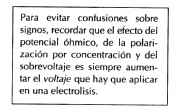 Para evitar confusiones sobre
signos, recordar que el efecto del
potencial óhmico, de la polari-
zación por concentración y del
sobrevoltaje es siempre aumen-
tar el voltaje que hay que aplicar
en una electrolisis.